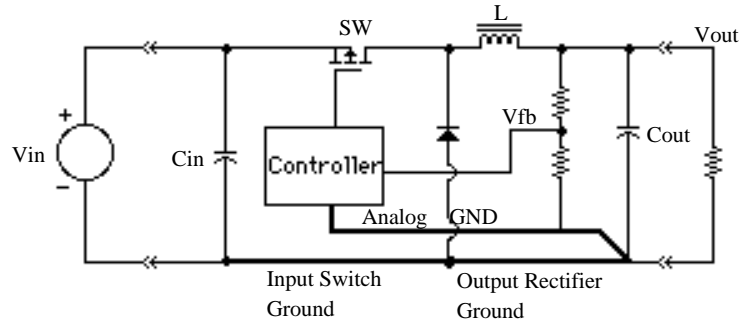 SW
L
Vout
Vfb
+
Vin
−
Cin
Controller
Cout
Analog GND
Input Switch
Ground
Output Rectifier
Ground